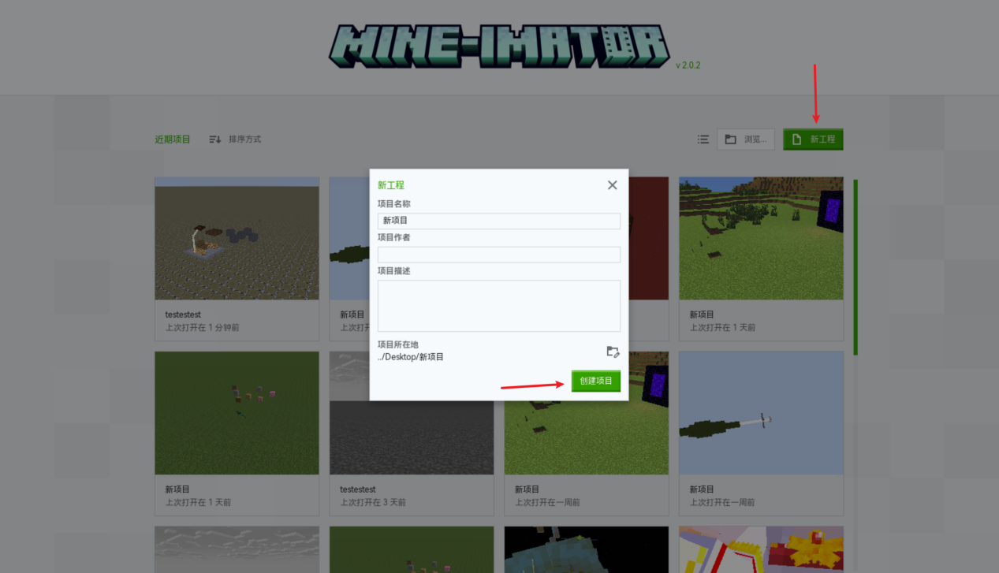 MINE-IMATOR
v 2.0.2
近期项目
排序方式
浏览...
新工程
新工程
项目名称
新项目
项目作者
项目描述
项目所在地
../Desktop/新项目
创建项目
testestest
上次打开在 1 分钟前
新项目
上次打
新项目
上次打开在 1 天前
新项目
上次打开在 1 天前
testestest
上次打开在 3 天前
新项目
上次打开在一周前
新项目
上次打开在一周前